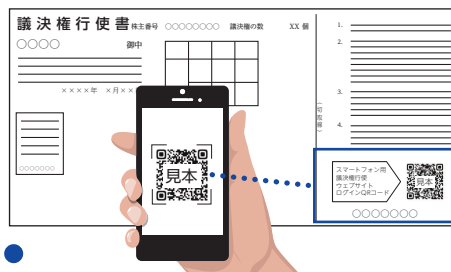 議決権行使書 株主番号 ○○○○○○○○ 議決権の数 XX 個
○○○○ 御中
××××年 ×月××
○○○○○○○
見本
1.
2.
3.
4.
(切取線)
スマートフォン用
議決権行使
ウェブサイト
ログインQRコード
見本
○○○○○○○